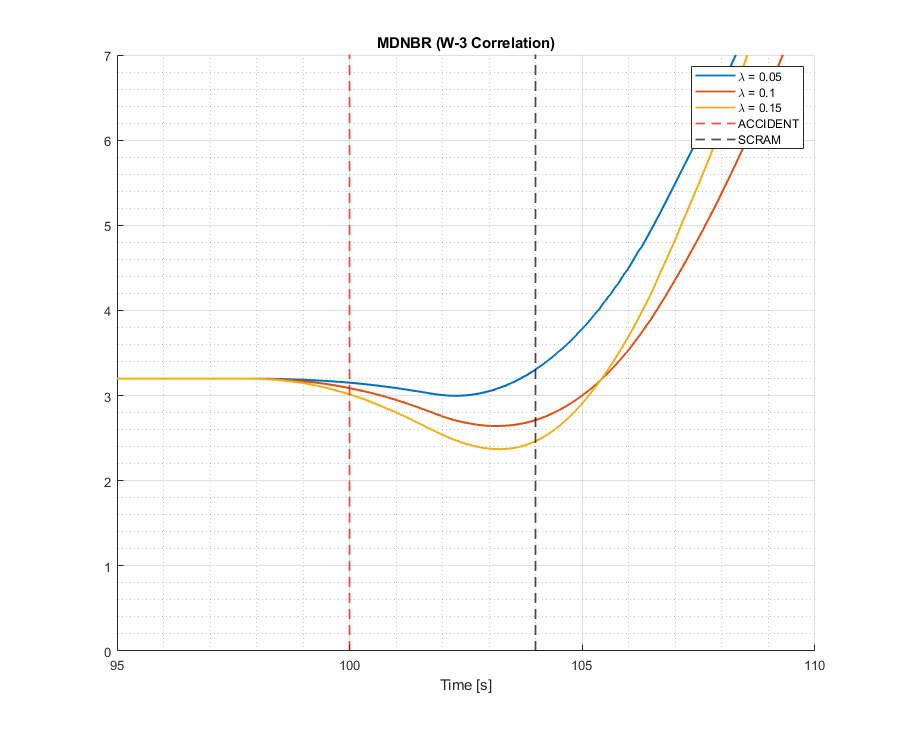 MDNBR (W-3 Correlation)
7
6
5
4
3
2
1
0
λ = 0.05
λ = 0.1
λ = 0.15
ACCIDENT
SCRAM
95 100 105 110
Time [s]